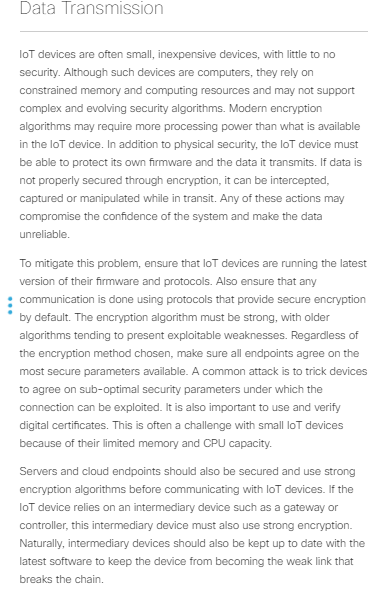 Data Transmission
IoT devices are often small, inexpensive devices, with little to no
security. Although such devices are computers, they rely on
constrained memory and computing resources and may not support
complex and evolving security algorithms. Modern encryption
algorithms may require more processing power than what is available
in the IoT device. In addition to physical security, the IoT device must
be able to protect its own firmware and the data it transmits. If data is
not properly secured through encryption, it can be intercepted,
captured or manipulated while in transit. Any of these actions may
compromise the confidence of the system and make the data
unreliable.
To mitigate this problem, ensure that IoT devices are running the latest
version of their firmware and protocols. Also ensure that any
communication is done using protocols that provide secure encryption
by default. The encryption algorithm must be strong, with older
algorithms tending to present exploitable weaknesses. Regardless of
the encryption method chosen, make sure all endpoints agree on the
most secure parameters available. A common attack is to trick devices
to agree on sub-optimal security parameters under which the
connection can be exploited. It is also important to use and verify
digital certificates. This is often a challenge with small IoT devices
because of their limited memory and CPU capacity.
Servers and cloud endpoints should also be secured and use strong
encryption algorithms before communicating with IoT devices. If the
IoT device relies on an intermediary device such as a gateway or
controller, this intermediary device must also use strong encryption.
Naturally, intermediary devices should also be kept up to date with the
latest software to keep the device from becoming the weak link that
breaks the chain.